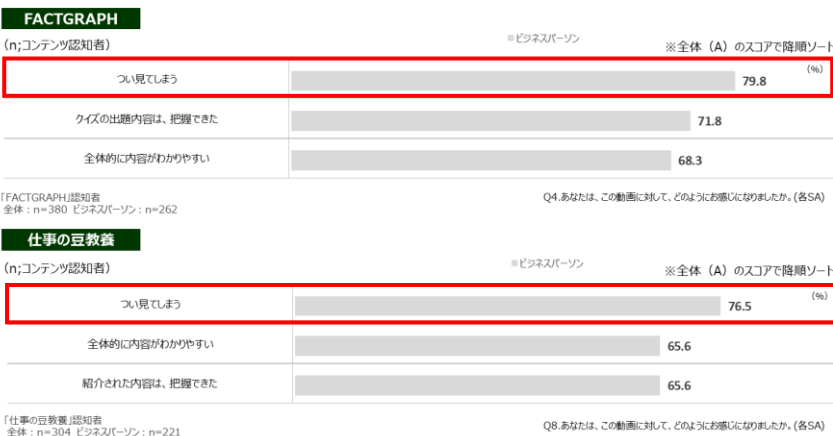 FACTGRAPH
(n;コンテンツ認知者)
■ビジネスパーソン
※全体（A）のスコアで降順ソート
(%)
つい見てしまう 79.8
クイズの出題内容は、把握できた 71.8
全体的に内容がわかりやすい 68.3
「FACTGRAPH」認知者
全体：n=380 ビジネスパーソン：n=262
Q4.あなたは、この動画に対して、どのようにお感じになりましたか。(各SA)
仕事の豆教養
(n;コンテンツ認知者)
■ビジネスパーソン
※全体（A）のスコアで降順ソート
(%)
つい見てしまう 76.5
全体的に内容がわかりやすい 65.6
紹介された内容は、把握できた 65.6
「仕事の豆教養」認知者
全体：n=304 ビジネスパーソン：n=221
Q8.あなたは、この動画に対して、どのようにお感じになりましたか。(各SA)